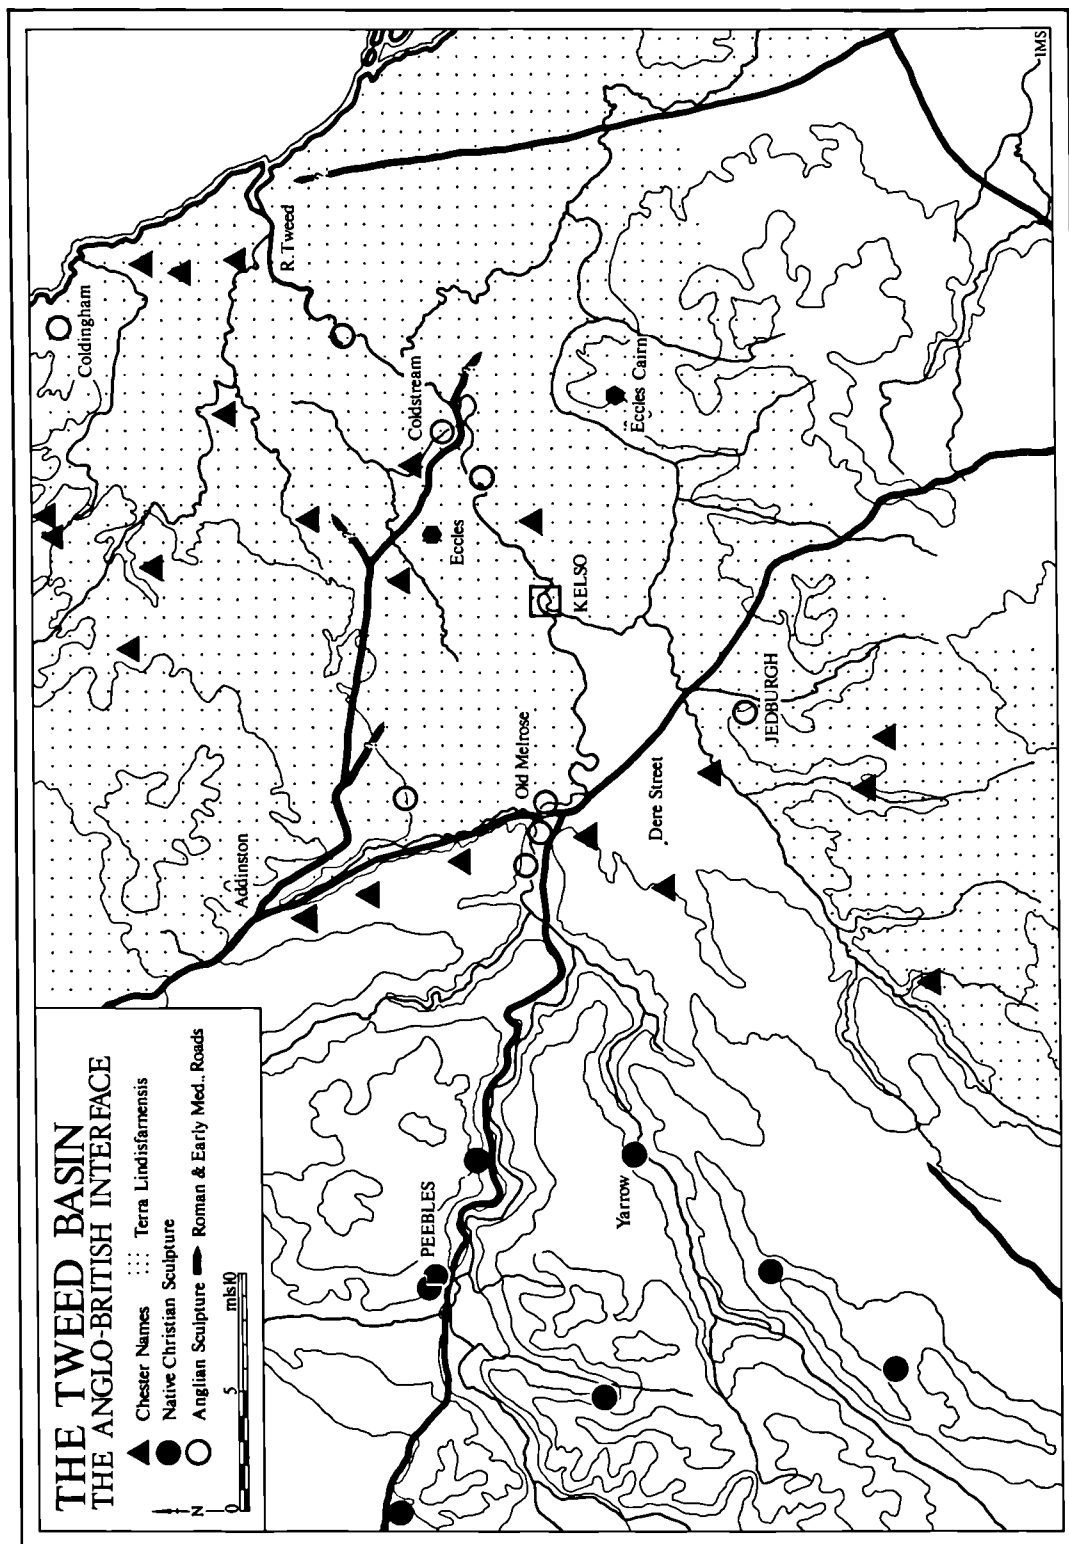 THE TWEED BASIN
THE ANGLO-BRITISH INTERFACE
Chester Names
Terra Lindisfarnensis
Native Christian Sculpture
Anglian Sculpture
Roman & Early Med.. Roads
N
0
5
mls10
Addinston
Coldingham
R. Tweed
Coldstream
Eccles
Eccles Cairn
KELSO
Old Melrose
Dere Street
JEDBURGH
PEEBLES
Yarrow
IMS